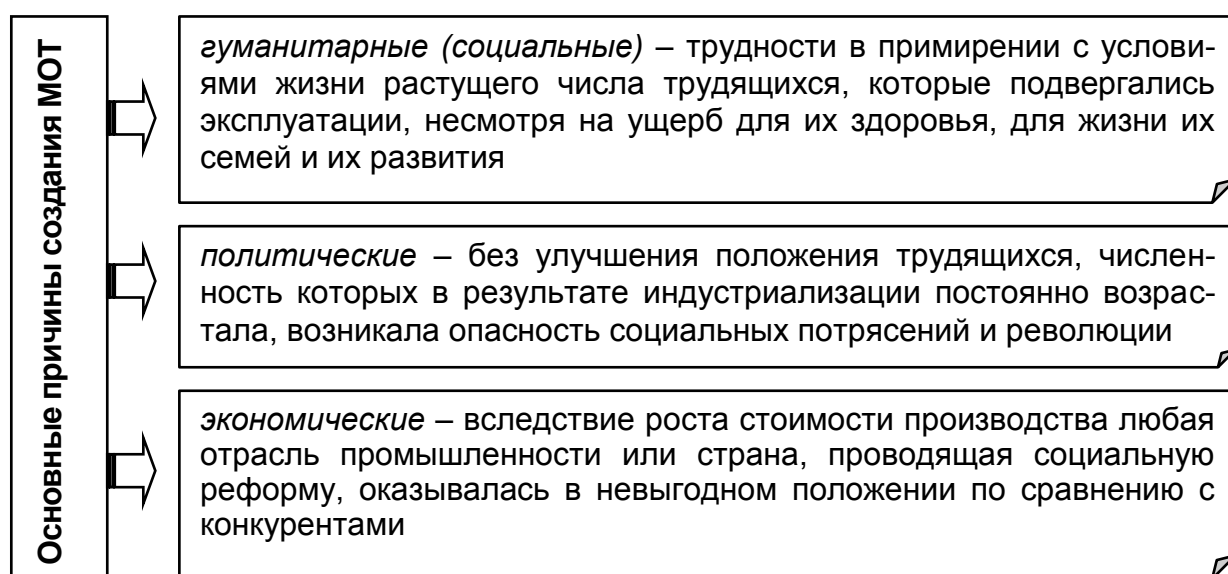 Основные причины создания МОТ
гуманитарные (социальные) – трудности в примирении с услови-
ями жизни растущего числа трудящихся, которые подвергались
эксплуатации, несмотря на ущерб для их здоровья, для жизни их
семей и их развития
политические – без улучшения положения трудящихся, числен-
ность которых в результате индустриализации постоянно возрас-
тала, возникала опасность социальных потрясений и революции
экономические – вследствие роста стоимости производства любая
отрасль промышленности или страна, проводящая социальную
реформу, оказывалась в невыгодном положении по сравнению с
конкурентами